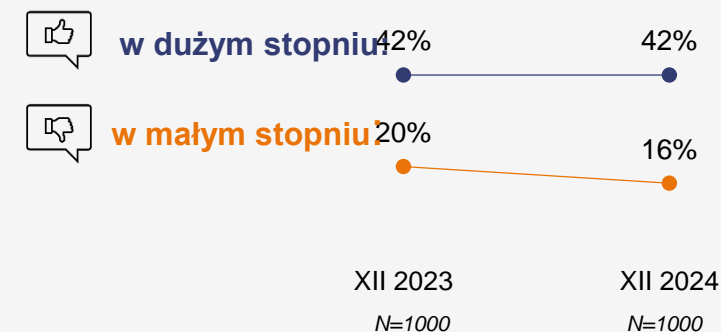 w dużym stopniu: 42% 42%
w małym stopniu: 20% 16%
XII 2023 XII 2024
N=1000 N=1000